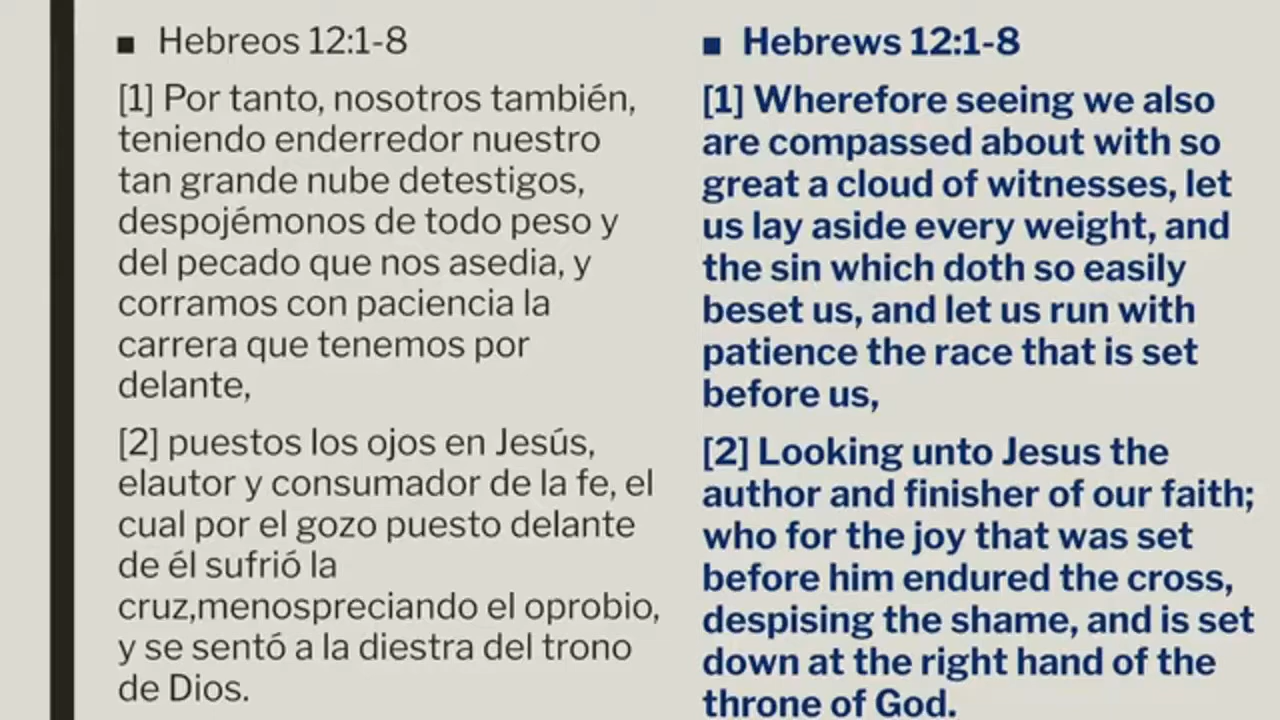 ■ Hebreos 12:1-8
[1] Por tanto, nosotros también,
teniendo enderredor nuestro
tan grande nube detestigos,
despojémonos de todo peso y
del pecado que nos asedia, y
corramos con paciencia la
carrera que tenemos por
delante,
[2] puestos los ojos en Jesús,
elautor y consumador de la fe, el
cual por el gozo puesto delante
de él sufrió la
cruz,menospreciando el oprobio,
y se sentó a la diestra del trono
de Dios.
■ Hebrews 12:1-8
[1] Wherefore seeing we also
are compassed about with so
great a cloud of witnesses, let
us lay aside every weight, and
the sin which doth so easily
beset us, and let us run with
patience the race that is set
before us,
[2] Looking unto Jesus the
author and finisher of our faith;
who for the joy that was set
before him endured the cross,
despising the shame, and is set
down at the right hand of the
throne of God.